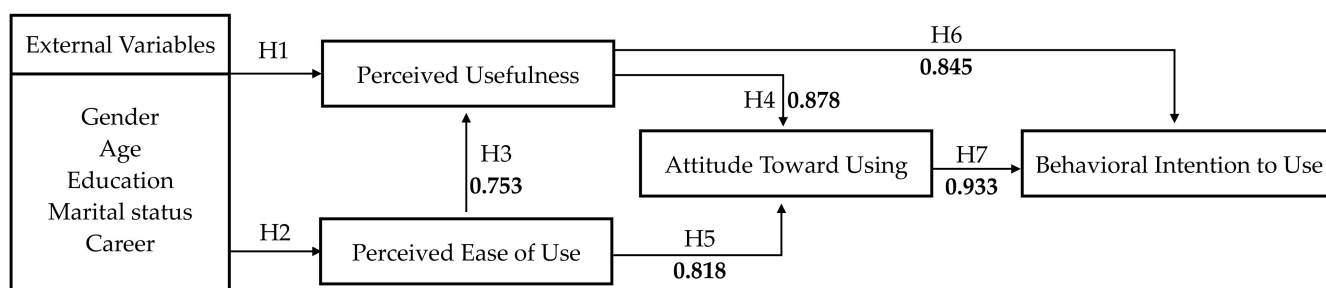 External Variables
Gender
Age
Education
Marital status
Career
H1
H2
Perceived Usefulness
H3
0.753
Perceived Ease of Use
H6
0.845
H4 0.878
H5
0.818
Attitude Toward Using
H7
0.933
Behavioral Intention to Use